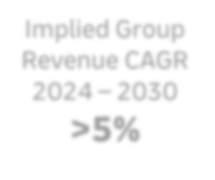 Implied Group
Revenue CAGR
2024 – 2030
>5%